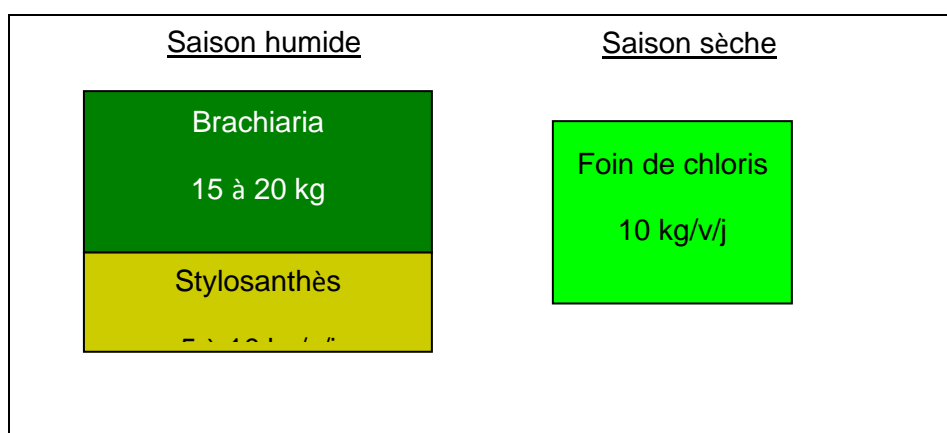 Saison humide
Brachiaria
15 à 20 kg
Stylosanthès
Saison sèche
Foin de chloris
10 kg/v/j